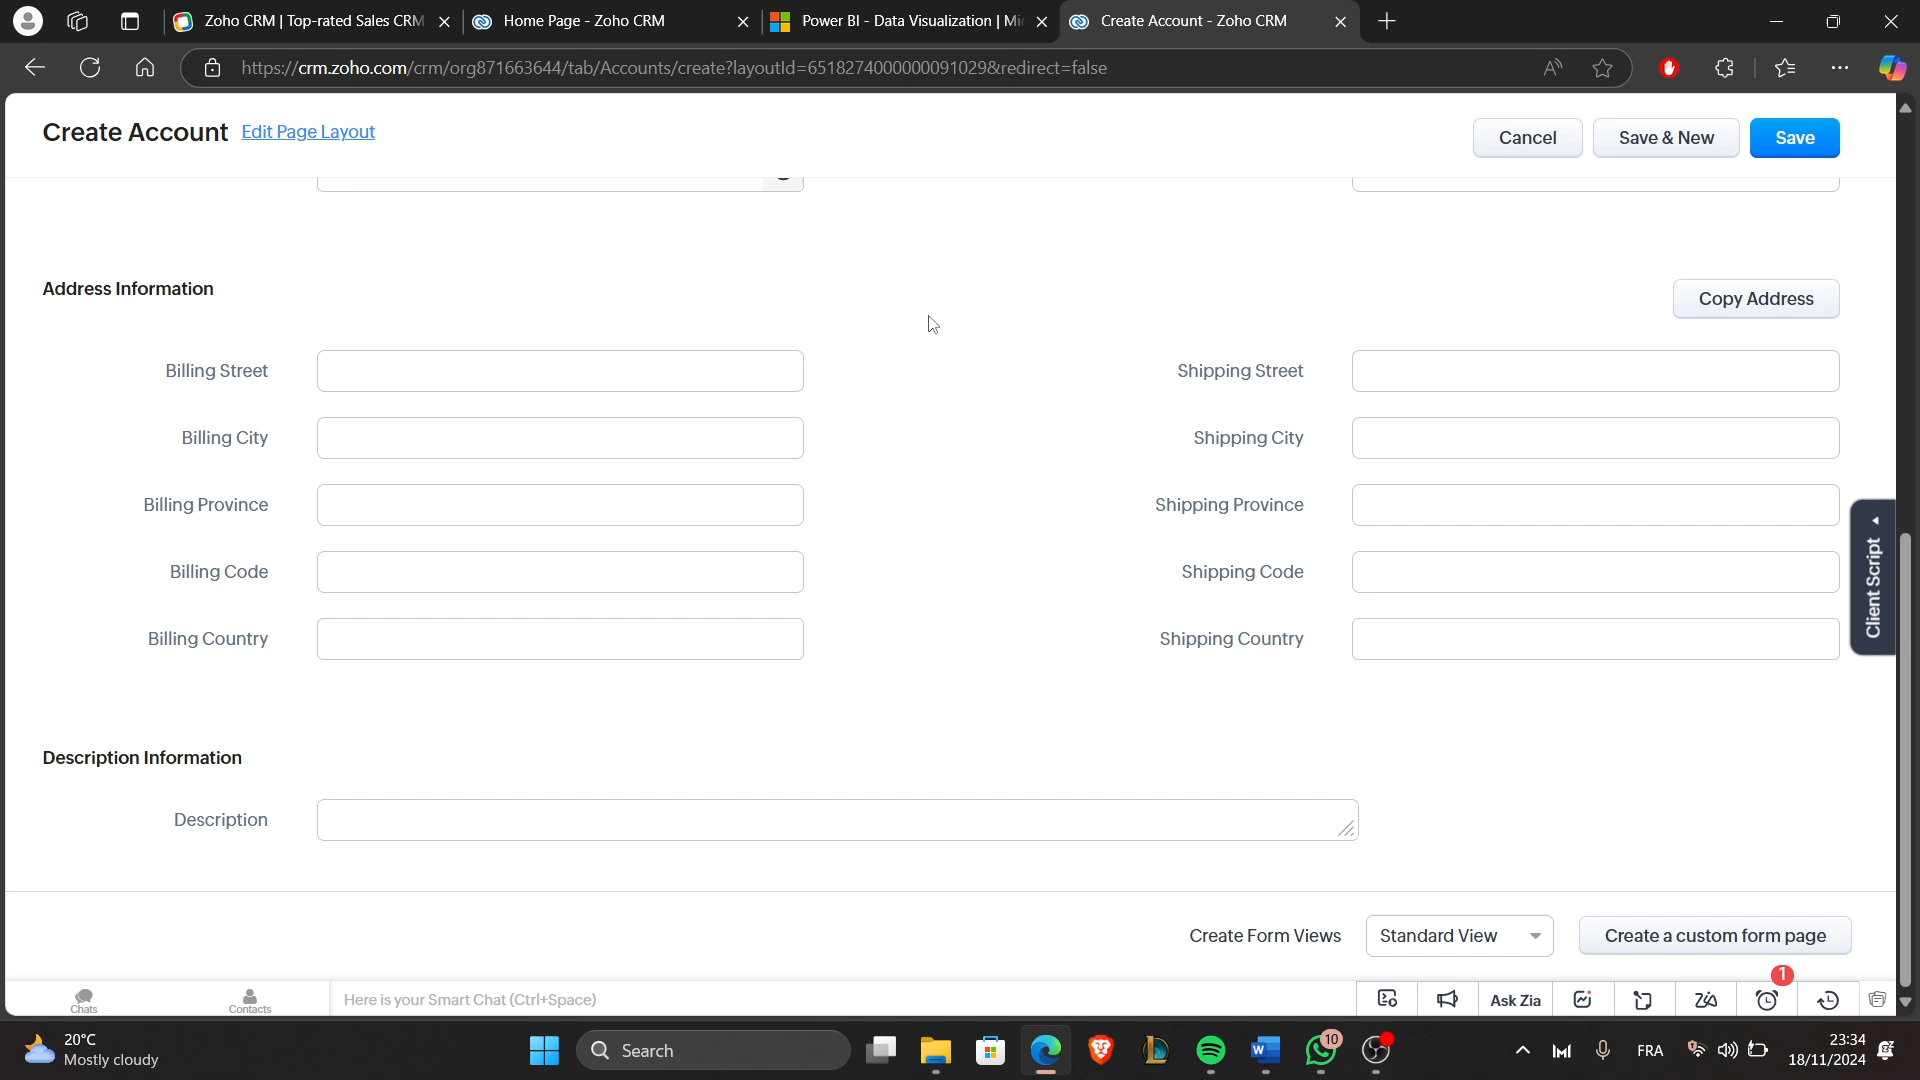 Zoho CRM | Top-rated Sales CRM
Home Page - Zoho CRM
Power BI - Data Visualization | Mi
Create Account - Zoho CRM
https://crm.zoho.com/crm/org871663644/tab/Accounts/create?layoutId=6518274000000091029&redirect=false
Create Account Edit Page Layout
Cancel
Save & New
Save
Address Information
Copy Address
Billing Street
Shipping Street
Billing City
Shipping City
Billing Province
Shipping Province
Billing Code
Shipping Code
Billing Country
Shipping Country
Client Script
Description Information
Description
Create Form Views
Standard View
Create a custom form page
1
Chats
Contacts
Here is your Smart Chat (Ctrl+Space)
Ask Zia
20°C
Mostly cloudy
Search
10
FRA
23:34
18/11/2024